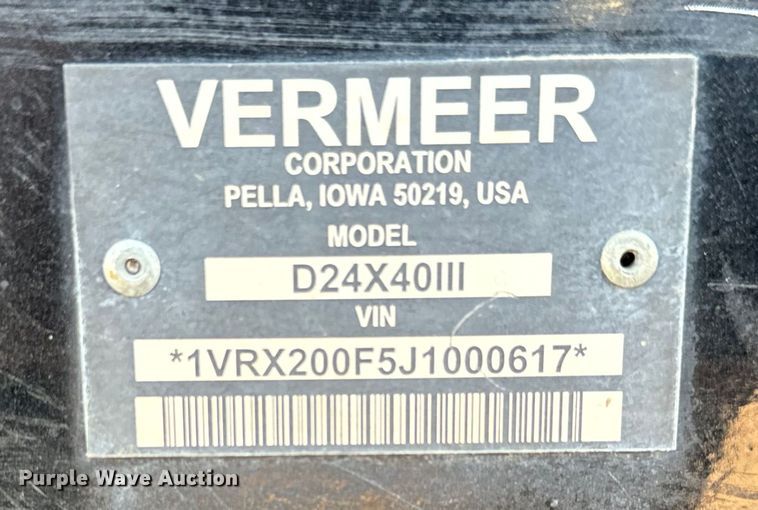 VERMEER
CORPORATION
PELLA, IOWA 50219, USA
MODEL
D24X40III
VIN
*1VRX200F5J1000617*
Purple Wave Auction